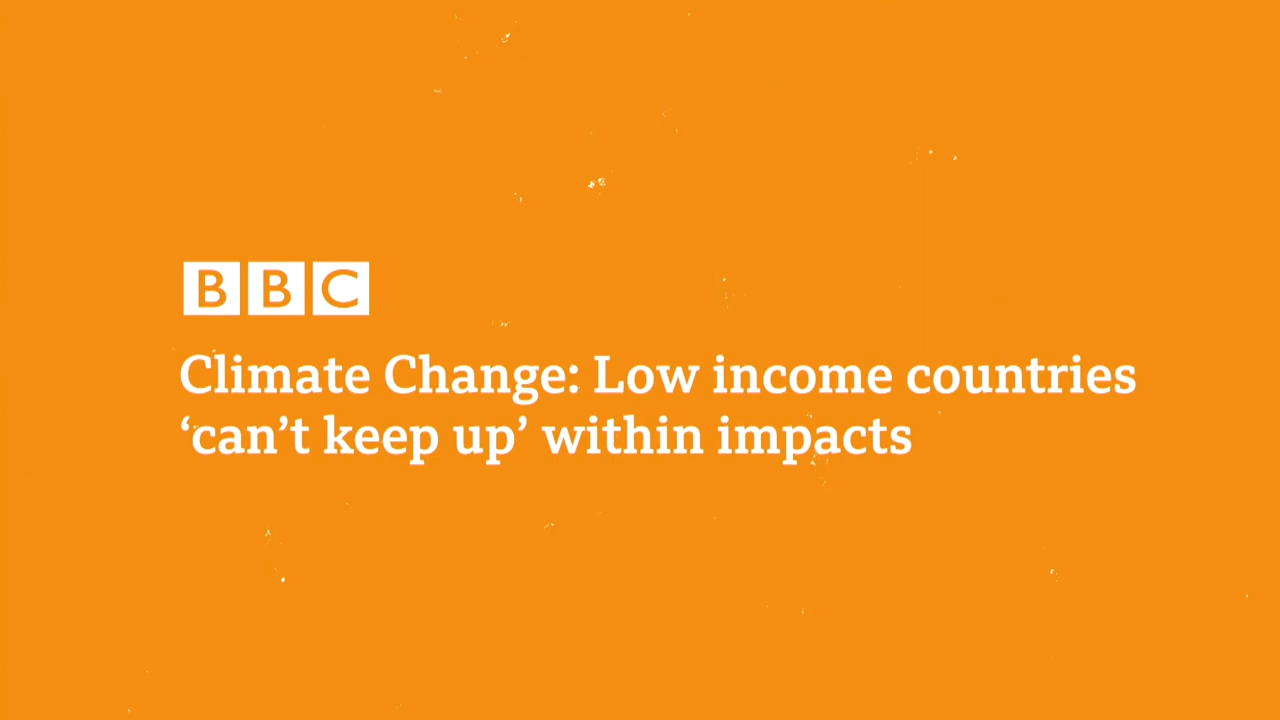 BBC
Climate Change: Low income countries
‘can’t keep up’ within impacts